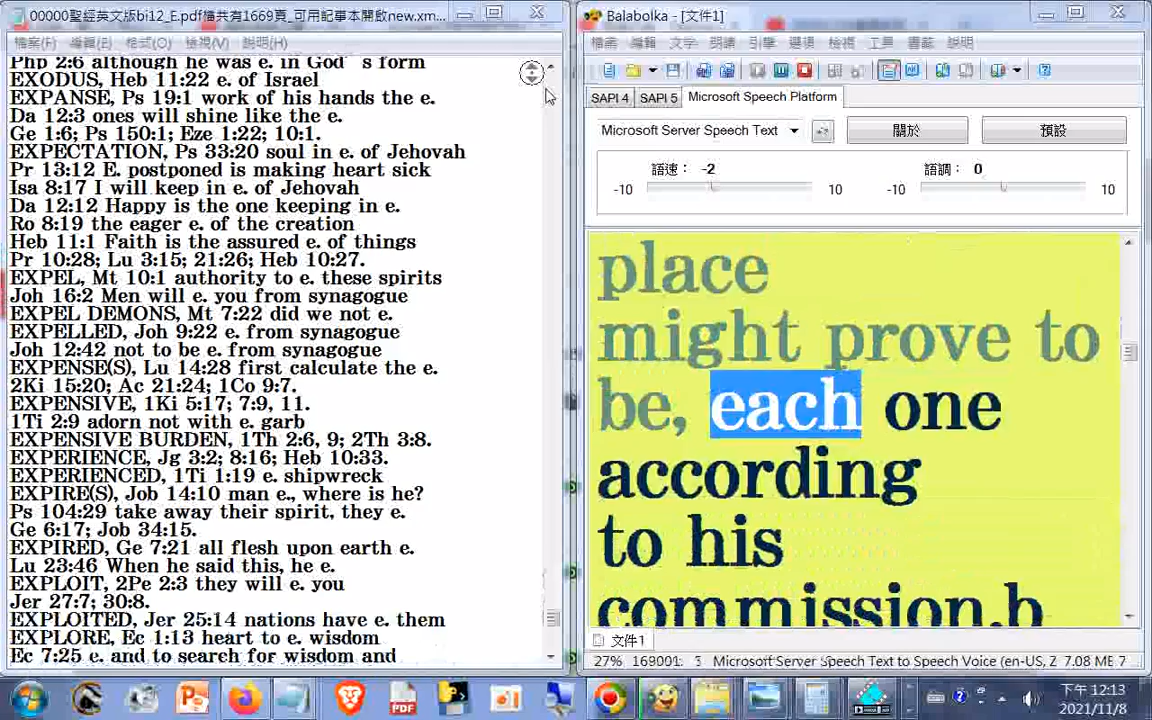 00000聖經英文版bi12_E.pdf檔共有1669頁_可用記事本開啟new.xm...
檔案(F) 編輯(E) 格式(O) 檢視(V) 說明(H)
Php 2:6 although he was e. in God's form
EXODUS, Heb 11:22 e. of Israel
EXPANSE, Ps 19:1 work of his hands the e.
Da 12:3 ones will shine like the e.
Ge 1:6; Ps 150:1; Eze 1:22; 10:1.
EXPECTATION, Ps 33:20 soul in e. of Jehovah
Pr 13:12 E. postponed is making heart sick
Isa 8:17 I will keep in e. of Jehovah
Da 12:12 Happy is the one keeping in e.
Ro 8:19 the eager e. of the creation
Heb 11:1 Faith is the assured e. of things
Pr 10:28; Lu 3:15; 21:26; Heb 10:27.
EXPEL, Mt 10:1 authority to e. these spirits
Joh 16:2 Men will e. you from synagogue
EXPEL DEMONS, Mt 7:22 did we not e.
EXPELLED, Joh 9:22 e. from synagogue
Joh 12:42 not to be e. from synagogue
EXPENSE(S), Lu 14:28 first calculate the e.
2Ki 15:20; Ac 21:24; 1Co 9:7.
EXPENSIVE, 1Ki 5:17; 7:9, 11.
1Ti 2:9 adorn not with e. garb
EXPENSIVE BURDEN, 1Th 2:6, 9; 2Th 3:8.
EXPERIENCE, Jg 3:2; 8:16; Heb 10:33.
EXPERIENCED, 1Ti 1:19 e. shipwreck
EXPIRE(S), Job 14:10 man e., where is he?
Ps 104:29 take away their spirit, they e.
Ge 6:17; Job 34:15.
EXPIRED, Ge 7:21 all flesh upon earth e.
Lu 23:46 When he said this, he e.
EXPLOIT, 2Pe 2:3 they will e. you
Jer 27:7; 30:8.
EXPLOITED, Jer 25:14 nations have e. them
EXPLORE, Ec 1:13 heart to e. wisdom
Ec 7:25 e. and to search for wisdom and
Balabolka - [文件1]
檔案 編輯 文字 朗讀 引擎 選項 檢視 工具 書籤 說明
SAPI 4 SAPI 5 Microsoft Speech Platform
Microsoft Server Speech Text 關於 預設
語速： -2 語調： 0
-10 10 -10 10
place
might prove to
be, each one
according
to his
commission.b
文件1
27% 169001. Microsoft Server Speech Text to Speech Voice (en-US, Z 7.08 MB 7
下午 12:13
2021/11/8